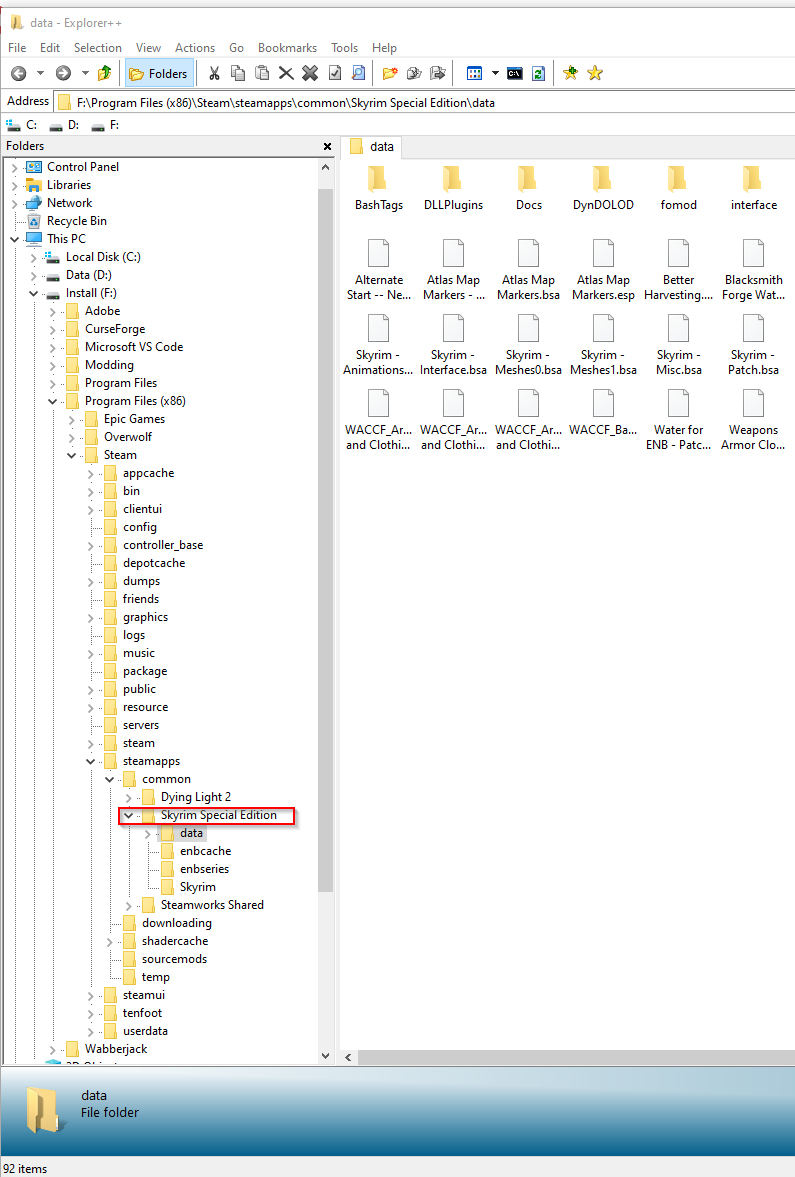 data - Explorer++
File Edit Selection View Actions Go Bookmarks Tools Help
Folders
Address F:\Program Files (x86)\Steam\steamapps\common\Skyrim Special Edition\data
C: D: F:
Folders
Control Panel
Libraries
Network
Recycle Bin
This PC
Local Disk (C:)
Data (D:)
Install (F:)
Adobe
CurseForge
Microsoft VS Code
Modding
Program Files
Program Files (x86)
Epic Games
Overwolf
Steam
appcache
bin
clientui
config
controller_base
depotcache
dumps
friends
graphics
logs
music
package
public
resource
servers
steam
steamapps
common
Dying Light 2
Skyrim Special Edition
data
enbcache
enbseries
Skyrim
Steamworks Shared
downloading
shadercache
sourcemods
temp
steamui
tenfoot
userdata
Wabberjack
data
BashTags DLLPlugins Docs DynDOLOD fomod interface
Alternate Atlas Map Atlas Map Atlas Map Better Blacksmith
Start -- Ne... Markers - ... Markers.bsa Markers.esp Harvesting.... Forge Wat...
Skyrim - Skyrim - Skyrim - Skyrim - Skyrim - Skyrim -
Animations... Interface.bsa Meshes0.bsa Meshes1.bsa Misc.bsa Patch.bsa
WACCF_Ar... WACCF_Ar... WACCF_Ar... WACCF_Ba... Water for Weapons
and Clothi... and Clothi... and Clothi... ENB - Patc... Armor Clo...
data
File folder
92 items